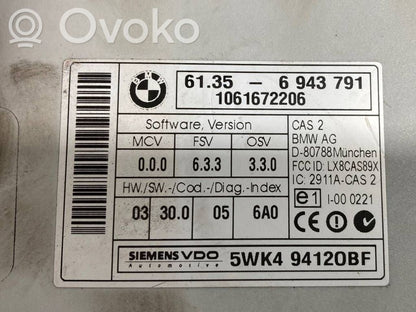 Ovoko
BMW
61.35 - 6 943 791
1061672206
Software, Version
MCV FSV OSV
0.0.0 6.3.3 3.3.0
HW./SW.-/Cod.-/Diag.-Index
03 30.0 05 6A0
CAS 2
BMW AG
D-80788München
FCC ID: LX8CAS89X
IC: 2911A-CAS 2
e1 I-00 0221
SIEMENS VDO
Automotive
5WK4 94120BF